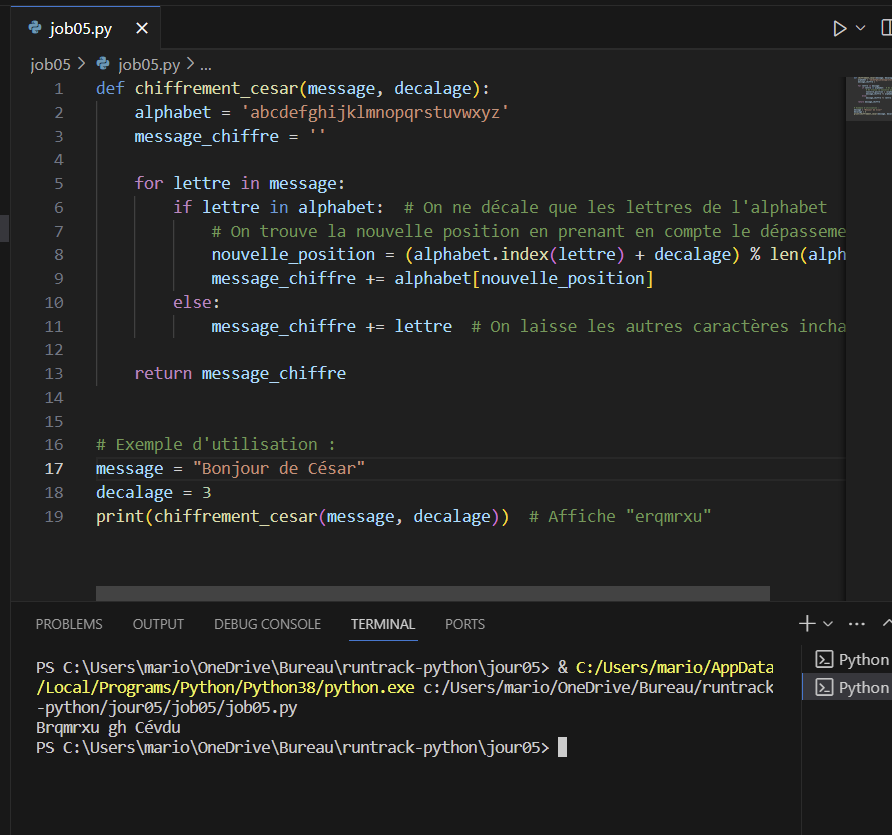 job05.py
job05 > job05.py > ...
1 def chiffrement_cesar(message, decalage):
2     alphabet = 'abcdefghijklmnopqrstuvwxyz'
3     message_chiffre = ''
4
5     for lettre in message:
6         if lettre in alphabet:  # On ne décale que les lettres de l'alphabet
7             # On trouve la nouvelle position en prenant en compte le dépasseme
8             nouvelle_position = (alphabet.index(lettre) + decalage) % len(alph
9             message_chiffre += alphabet[nouvelle_position]
10         else:
11             message_chiffre += lettre  # On laisse les autres caractères incha
12
13     return message_chiffre
14
15
16 # Exemple d'utilisation :
17 message = "Bonjour de César"
18 decalage = 3
19 print(chiffrement_cesar(message, decalage))  # Affiche "erqmrxu"
PROBLEMS OUTPUT DEBUG CONSOLE TERMINAL PORTS
PS C:\Users\mario\OneDrive\Bureau\runtrack-python\jour05> & C:/Users/mario/AppData
/Local/Programs/Python/Python38/python.exe c:/Users/mario/OneDrive/Bureau/runtrack
-python/jour05/job05/job05.py
Brqmrxu gh Cévdu
PS C:\Users\mario\OneDrive\Bureau\runtrack-python\jour05>
Python
Python